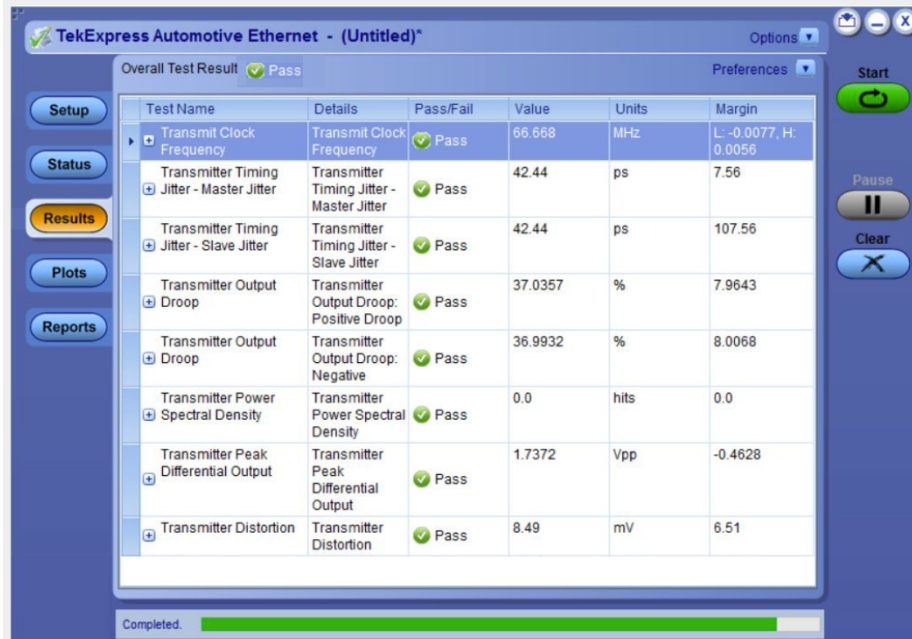 TekExpress Automotive Ethernet - (Untitled)*
Options
Overall Test Result Pass
Preferences
Start
Setup
Status
Results
Plots
Reports
Pause
Clear
Test Name Details Pass/Fail Value Units Margin
Transmit Clock Frequency
Transmit Clock Frequency
Pass
66.668
MHz
L: -0.0077, H: 0.0056
Transmitter Timing Jitter - Master Jitter
Transmitter Timing Jitter - Master Jitter
Pass
42.44
ps
7.56
Transmitter Timing Jitter - Slave Jitter
Transmitter Timing Jitter - Slave Jitter
Pass
42.44
ps
107.56
Transmitter Output Droop
Transmitter Output Droop: Positive Droop
Pass
37.0357
%
7.9643
Transmitter Output Droop
Transmitter Output Droop: Negative
Pass
36.9932
%
8.0068
Transmitter Power Spectral Density
Transmitter Power Spectral Density
Pass
0.0
hits
0.0
Transmitter Peak Differential Output
Transmitter Peak Differential Output
Pass
1.7372
Vpp
-0.4628
Transmitter Distortion
Transmitter Distortion
Pass
8.49
mV
6.51
Completed.